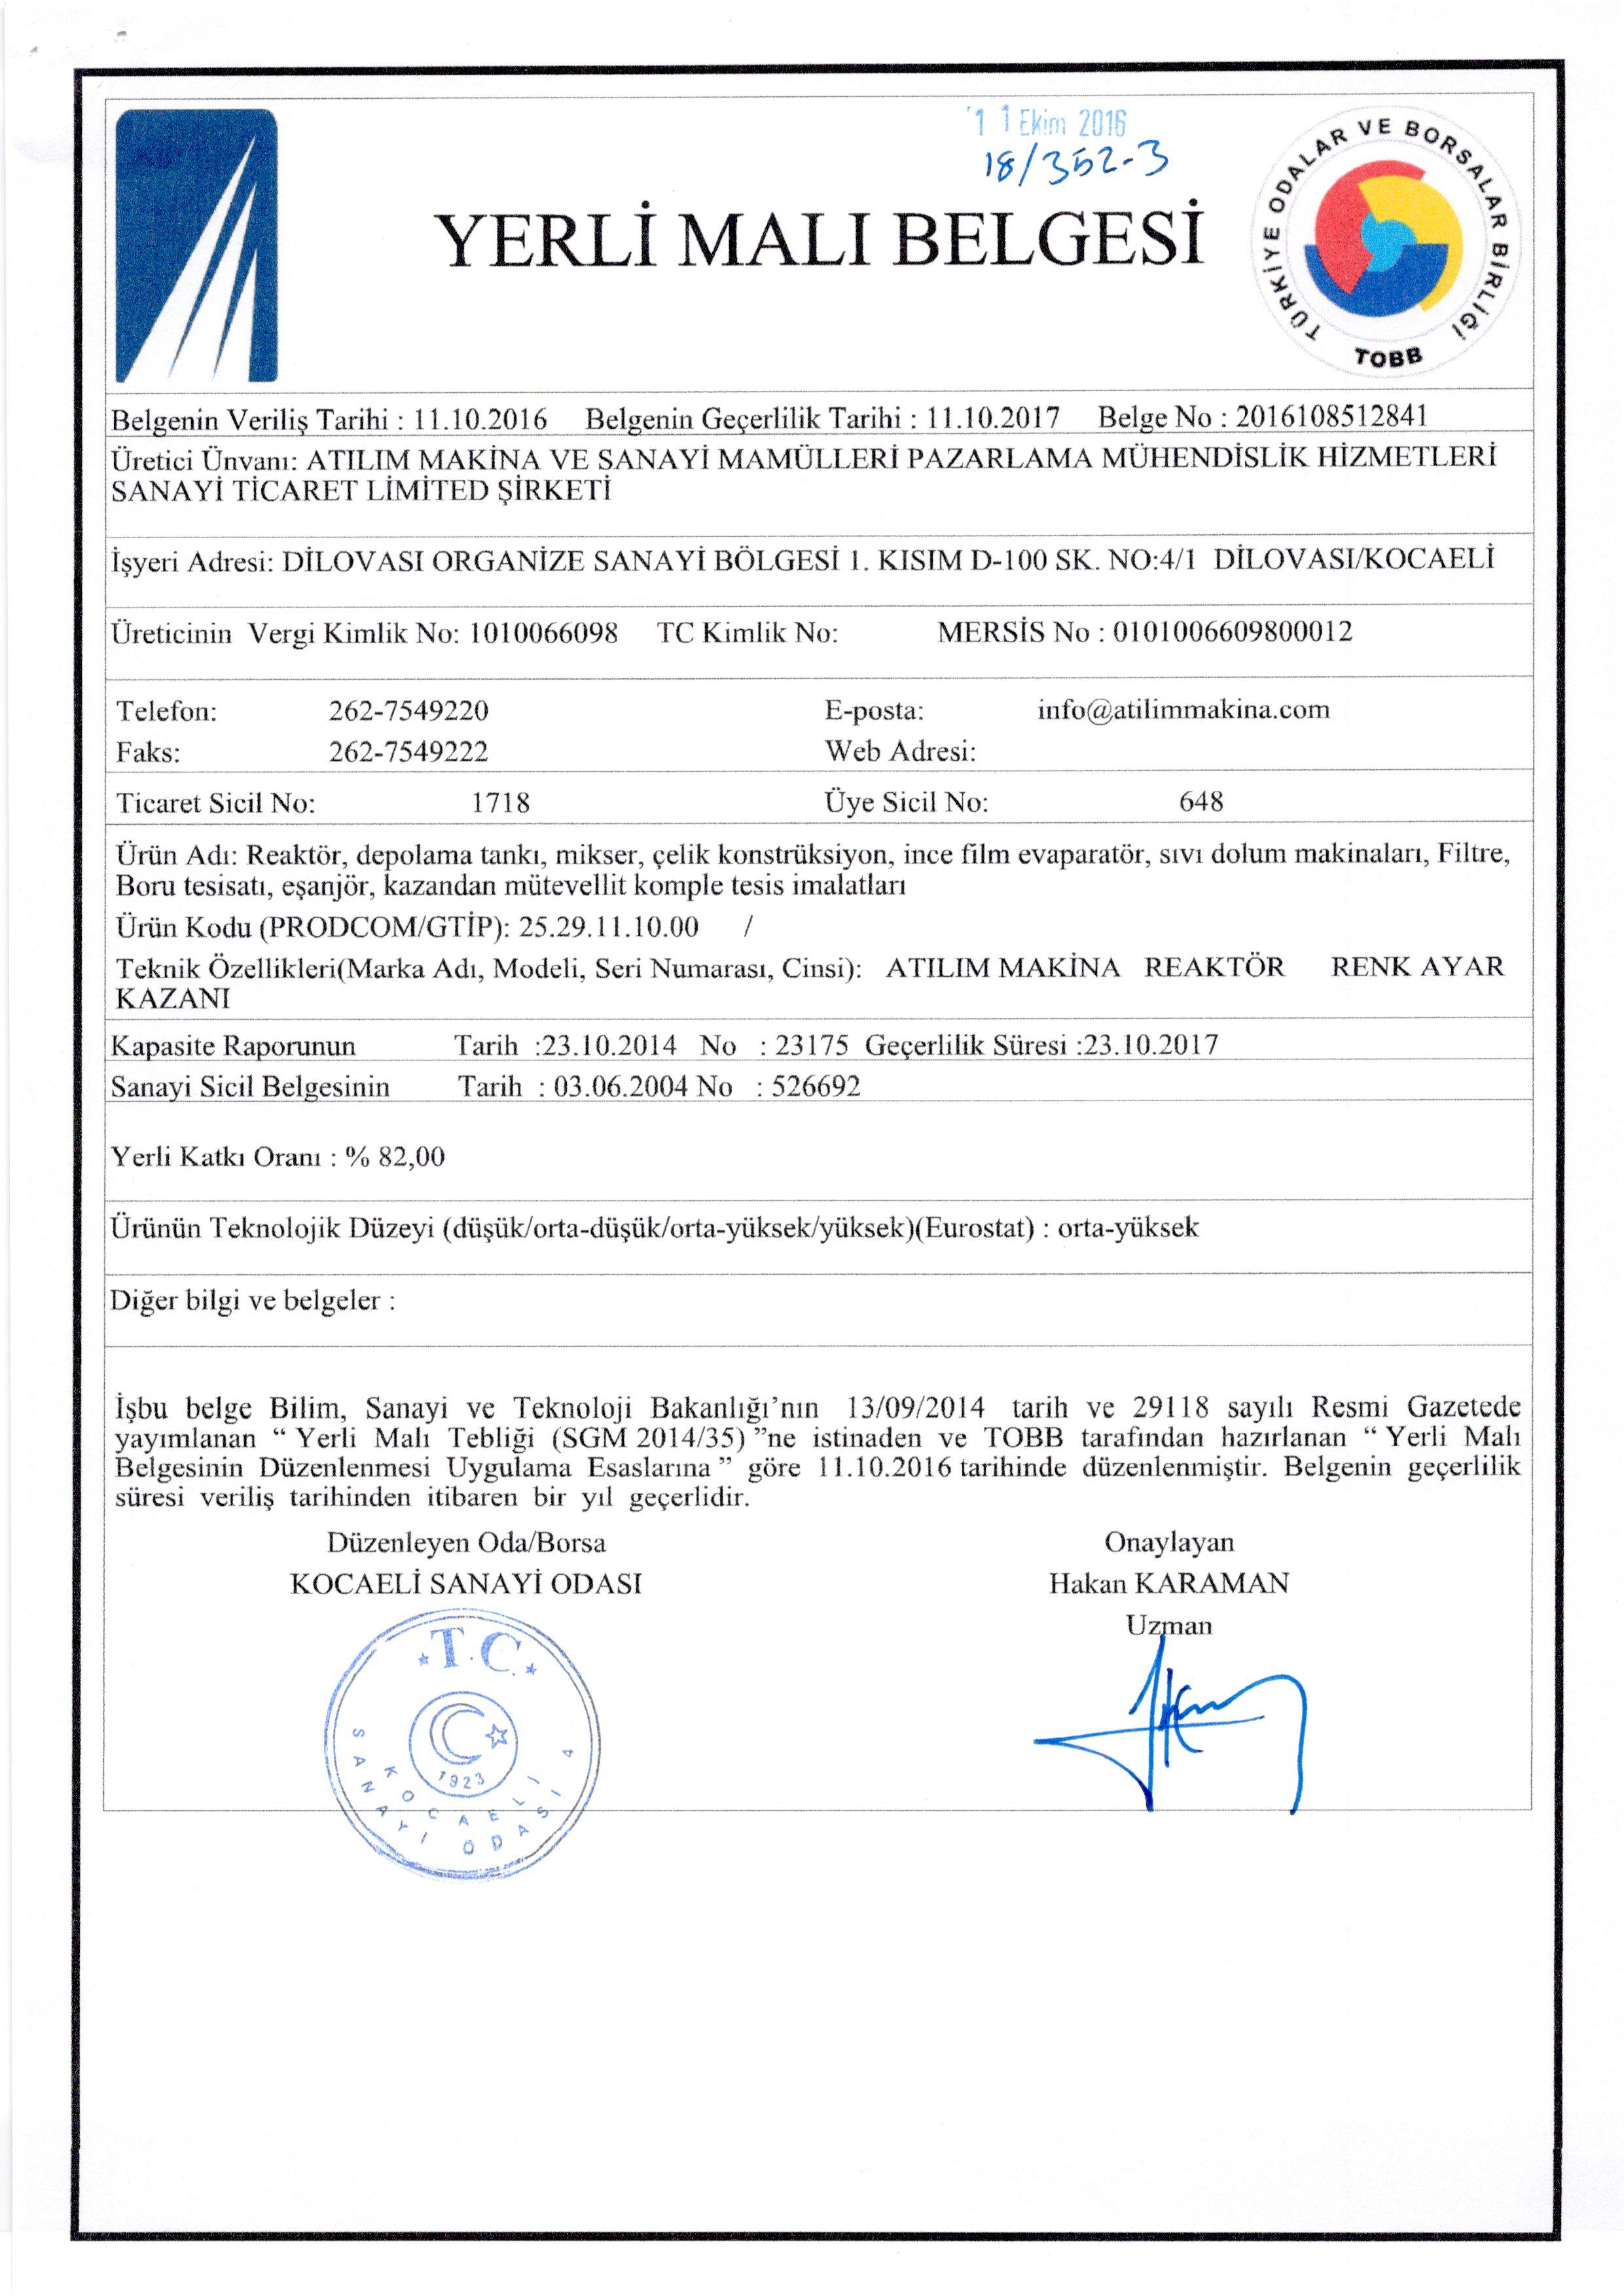 11 Ekim 2016
18/352-3
YERLİ MALI BELGESİ
TÜRKİYE ODALAR VE BORSALAR BİRLİĞİ
TOBB
Belgenin Veriliş Tarihi : 11.10.2016 Belgenin Geçerlilik Tarihi : 11.10.2017 Belge No : 2016108512841
Üretici Ünvanı: ATILIM MAKİNA VE SANAYİ MAMÜLLERİ PAZARLAMA MÜHENDİSLİK HİZMETLERİ
SANAYİ TİCARET LİMİTED ŞİRKETİ
İşyeri Adresi: DİLOVASI ORGANİZE SANAYİ BÖLGESİ 1. KISIM D-100 SK. NO:4/1 DİLOVASI/KOCAELİ
Üreticinin Vergi Kimlik No: 1010066098 TC Kimlik No: MERSİS No : 0101006609800012
Telefon: 262-7549220 E-posta: info@atilimmakina.com
Faks: 262-7549222 Web Adresi:
Ticaret Sicil No: 1718 Üye Sicil No: 648
Ürün Adı: Reaktör, depolama tankı, mikser, çelik konstrüksiyon, ince film evaparatör, sıvı dolum makinaları, Filtre,
Boru tesisatı, eşanjör, kazandan mütevellit komple tesis imalatları
Ürün Kodu (PRODCOM/GTİP): 25.29.11.10.00 /
Teknik Özellikleri(Marka Adı, Modeli, Seri Numarası, Cinsi): ATILIM MAKİNA REAKTÖR RENK AYAR
KAZANI
Kapasite Raporunun Tarih :23.10.2014 No : 23175 Geçerlilik Süresi :23.10.2017
Sanayi Sicil Belgesinin Tarih : 03.06.2004 No : 526692
Yerli Katkı Oranı : % 82,00
Ürünün Teknolojik Düzeyi (düşük/orta-düşük/orta-yüksek/yüksek)(Eurostat) : orta-yüksek
Diğer bilgi ve belgeler :
İşbu belge Bilim, Sanayi ve Teknoloji Bakanlığı’nın 13/09/2014 tarih ve 29118 sayılı Resmi Gazetede
yayımlanan “ Yerli Malı Tebliği (SGM 2014/35) ”ne istinaden ve TOBB tarafından hazırlanan “ Yerli Malı
Belgesinin Düzenlenmesi Uygulama Esaslarına ” göre 11.10.2016 tarihinde düzenlenmiştir. Belgenin geçerlilik
süresi veriliş tarihinden itibaren bir yıl geçerlidir.
Düzenleyen Oda/Borsa Onaylayan
KOCAELİ SANAYİ ODASI Hakan KARAMAN
Uzman
T.C.
1923
KOCAELİ
SANAYİ ODASI 4